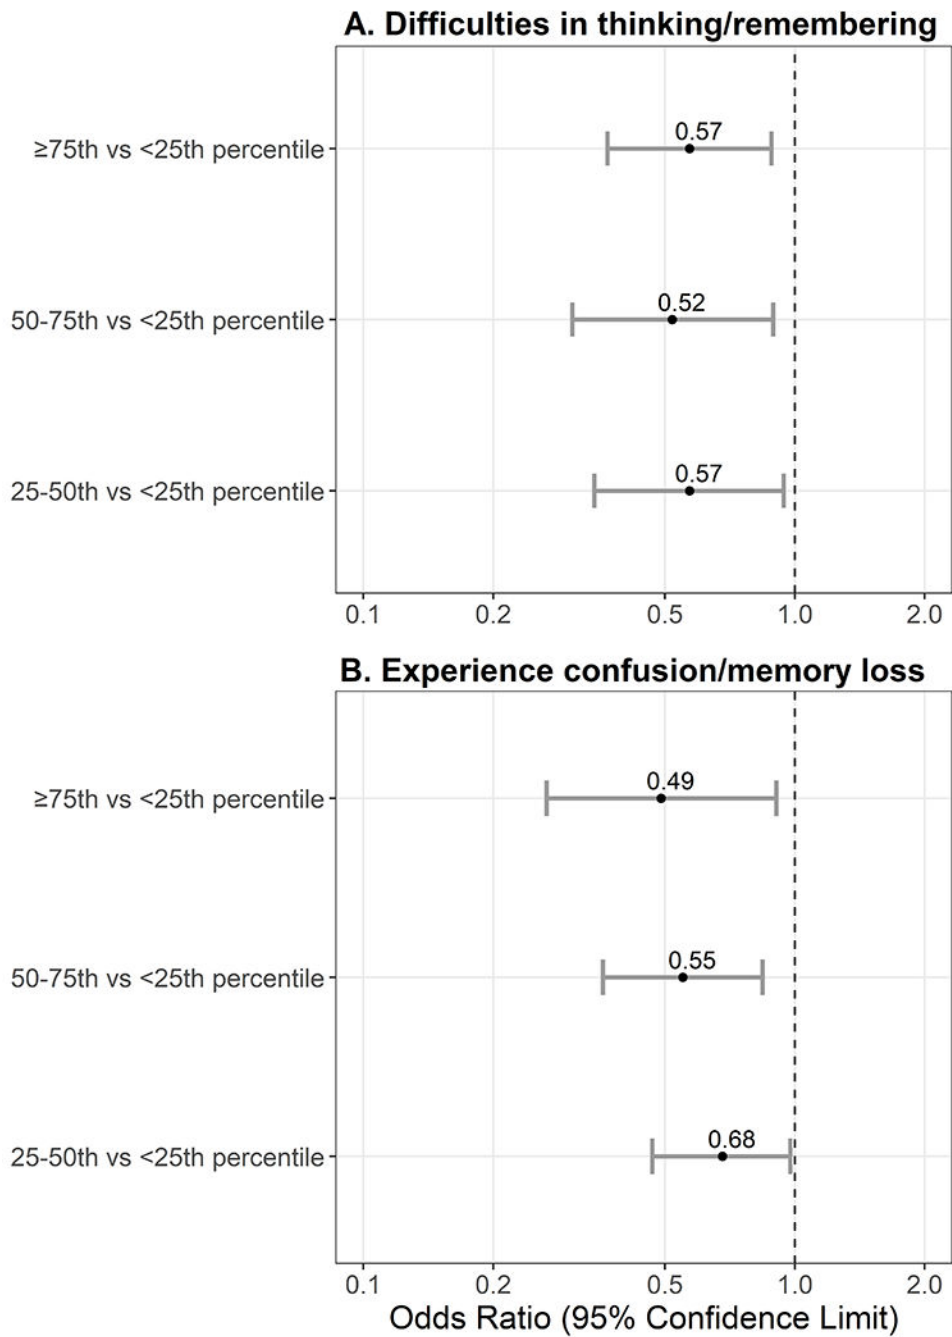 A. Difficulties in thinking/remembering
≥75th vs <25th percentile
0.57
50-75th vs <25th percentile
0.52
25-50th vs <25th percentile
0.57
0.1 0.2 0.5 1.0 2.0
B. Experience confusion/memory loss
≥75th vs <25th percentile
0.49
50-75th vs <25th percentile
0.55
25-50th vs <25th percentile
0.68
0.1 0.2 0.5 1.0 2.0
Odds Ratio (95% Confidence Limit)